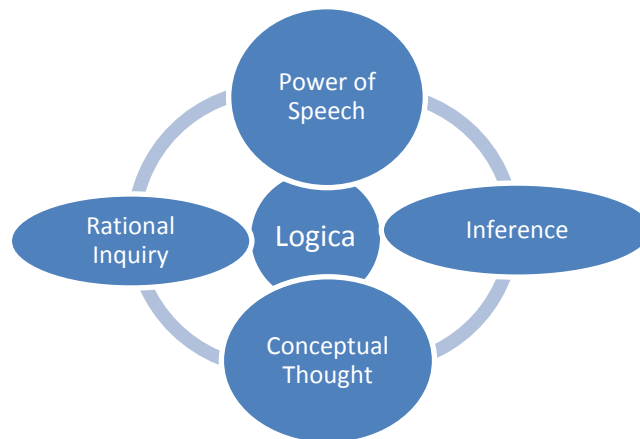 Power of
Speech
Rational
Inquiry
Logica
Inference
Conceptual
Thought